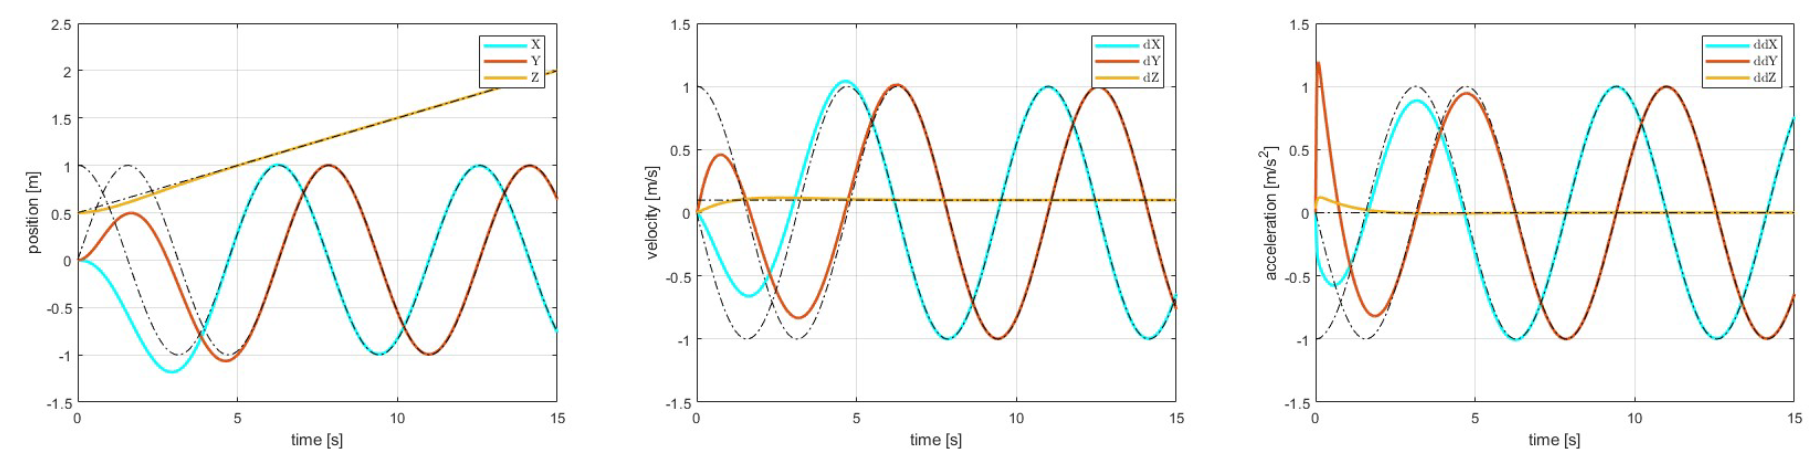 2.5
2
1.5
1
0.5
0
-0.5
-1
-1.5
position [m]
X
Y
Z
0 5 10 15
time [s]
1.5
1
0.5
0
-0.5
-1
-1.5
velocity [m/s]
dX
dY
dZ
0 5 10 15
time [s]
1.5
1
0.5
0
-0.5
-1
-1.5
acceleration [m/s²]
ddX
ddY
ddZ
0 5 10 15
time [s]